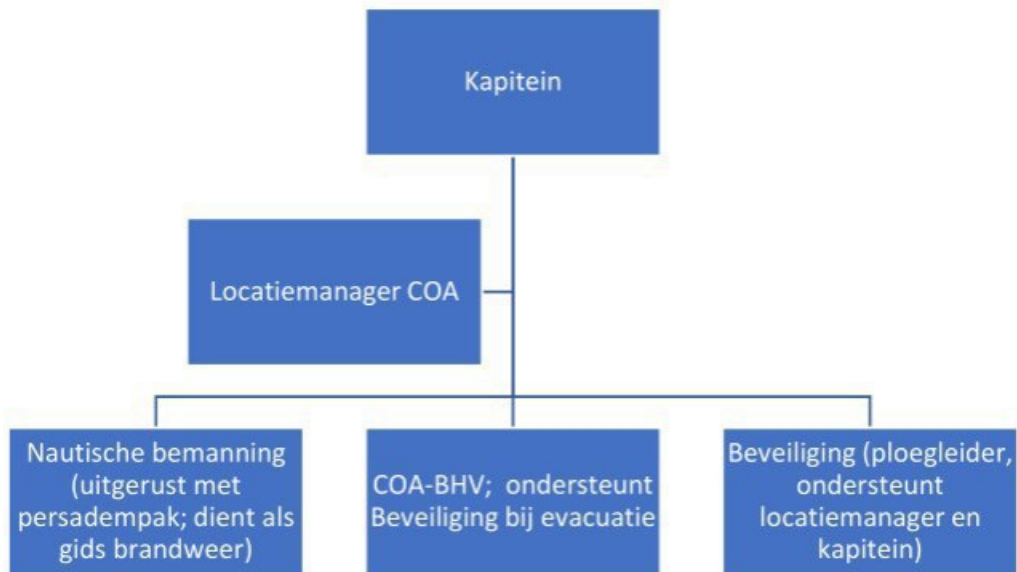 Kapitein
Locatiemanager COA
Nautische bemanning
(uitgerust met
persadempak; dient als
gids brandweer)
COA-BHV; ondersteunt
Beveiliging bij evacuatie
Beveiliging (ploegleider,
ondersteunt
locatiemanager en
kapitein)